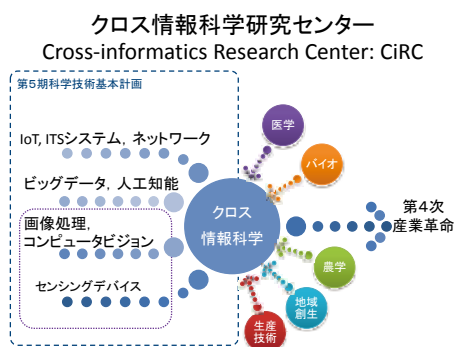 クロス情報科学研究センター
Cross-informatics Research Center: CiRC
第5期科学技術基本計画
IoT, ITSシステム, ネットワーク
ビッグデータ, 人工知能
画像処理,
コンピュータビジョン
センシングデバイス
クロス
情報科学
医学
バイオ
農学
地域
創生
生産
技術
第4次
産業革命